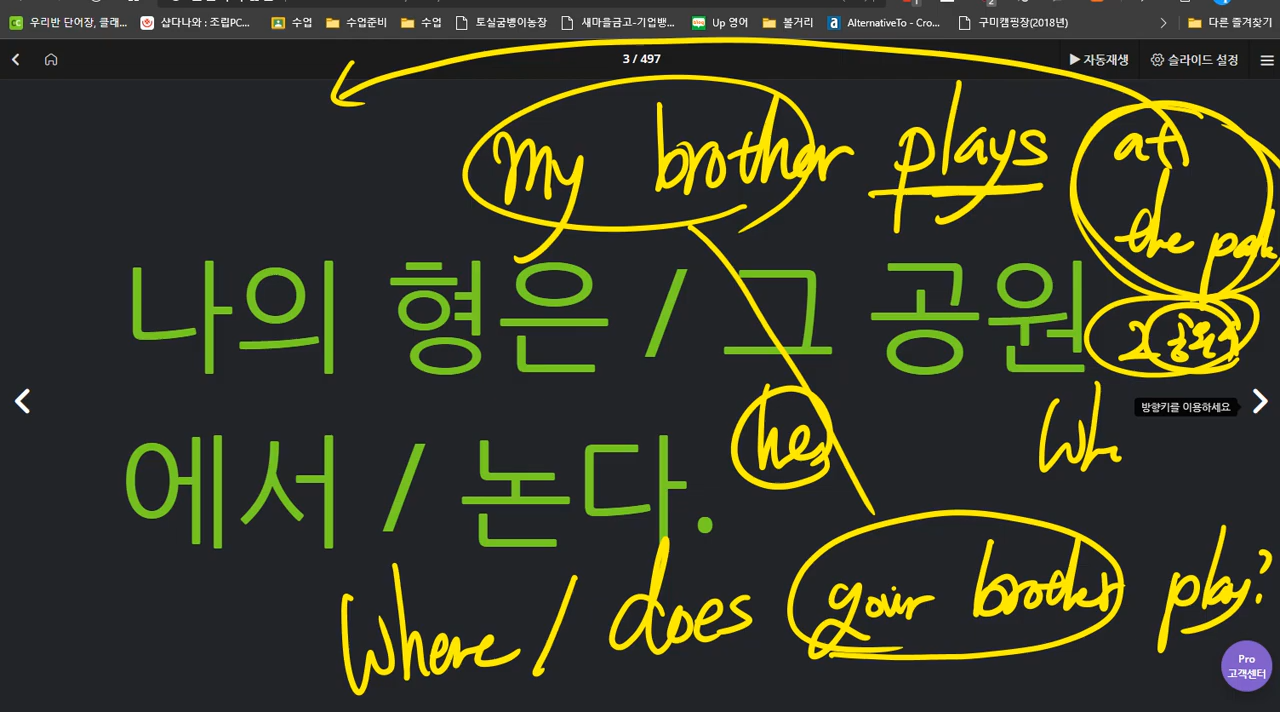 우리반 단어장, 클래...
샵다나와 : 조립PC...
수업
수업준비
수업
토실굼벵이농장
새마을금고-기업뱅...
Up 영어
볼거리
AlternativeTo - Cro...
구미캠핑장(2018년)
다른 즐겨찾기
3 / 497
자동재생
슬라이드 설정
my brother plays at
the park
나의 형은 / 그 공원
그 공원
에서 / 논다.
he
Whe
방향키를 이용하세요
Where / does your brother play?
Pro
고객센터